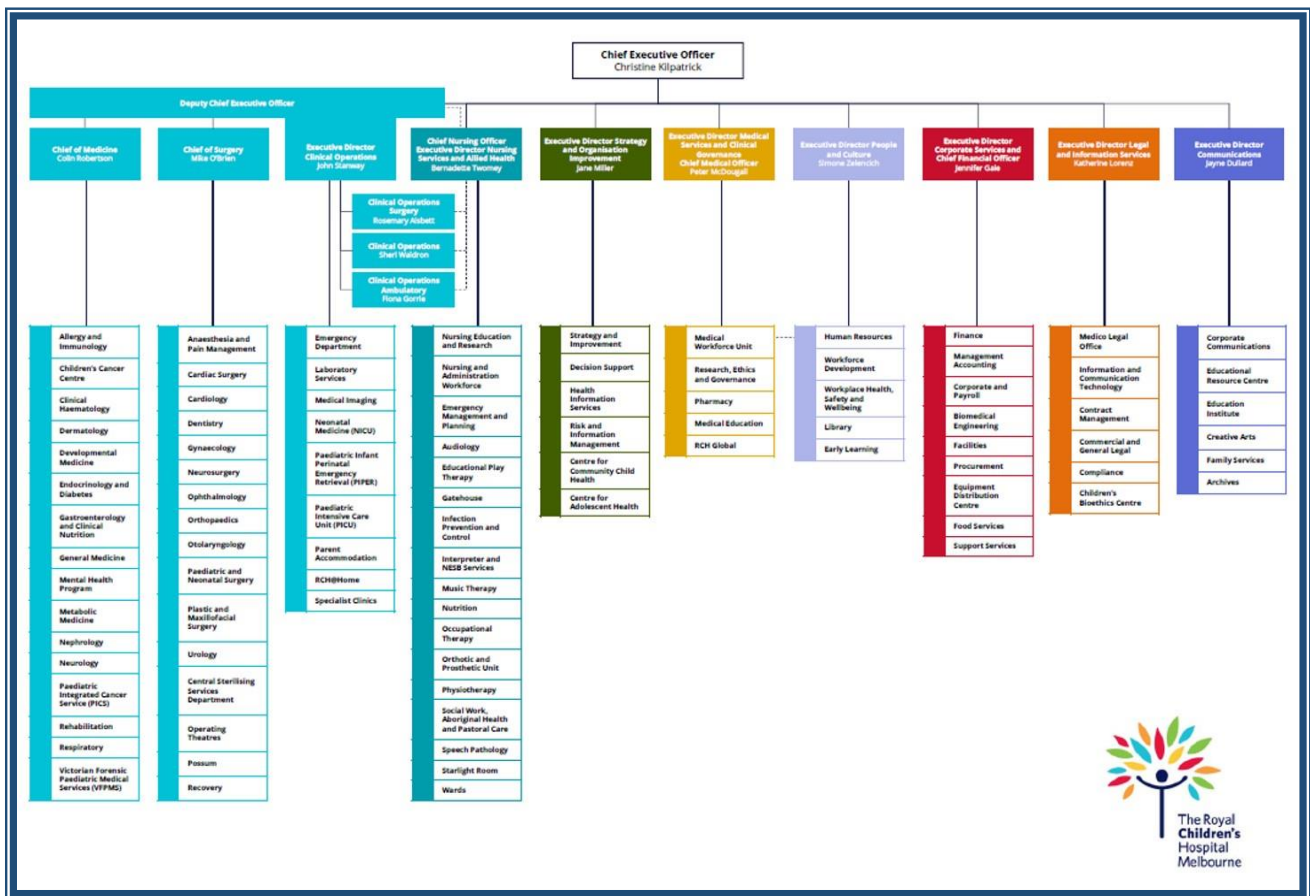 Chief Executive Officer
Christine Kilpatrick
Deputy Chief Executive Officer
Chief of Medicine
Colin Robertson
Chief of Surgery
Mike O'Brien
Executive Director
Clinical Operations
John Stanway
Chief Nursing Officer
Executive Director Nursing
Services and Allied Health
Bernadette Twomey
Executive Director Strategy
and Organisation
Improvement
Jane Miller
Executive Director Medical
Services and Clinical
Governance
Chief Medical Officer
Peter McDougall
Executive Director People
and Culture
Simone Zelencich
Executive Director
Corporate Services and
Chief Financial Officer
Jennifer Gale
Executive Director Legal
and Information Services
Katherine Lorenz
Executive Director
Communications
Jayne Dullard
Clinical Operations
Surgery
Rosemary Aisbett
Clinical Operations
Sheri Waldron
Clinical Operations
Ambulatory
Fiona Gorrie
Allergy and
Immunology
Children's Cancer
Centre
Clinical
Haematology
Dermatology
Developmental
Medicine
Endocrinology and
Diabetes
Gastroenterology
and Clinical
Nutrition
General Medicine
Mental Health
Program
Metabolic
Medicine
Nephrology
Neurology
Paediatric
Integrated Cancer
Service (PICS)
Rehabilitation
Respiratory
Victorian Forensic
Paediatric Medical
Services (VFPMS)
Anaesthesia and
Pain Management
Cardiac Surgery
Cardiology
Dentistry
Gynaecology
Neurosurgery
Ophthalmology
Orthopaedics
Otolaryngology
Paediatric and
Neonatal Surgery
Plastic and
Maxillofacial
Surgery
Urology
Central Sterilising
Services
Department
Operating
Theatres
Possum
Recovery
Emergency
Department
Laboratory
Services
Medical Imaging
Neonatal
Medicine (NICU)
Paediatric Infant
Perinatal
Emergency
Retrieval (PIPER)
Paediatric
Intensive Care
Unit (PICU)
Parent
Accommodation
RCH@Home
Specialist Clinics
Nursing Education
and Research
Nursing and
Administration
Workforce
Emergency
Management and
Planning
Audiology
Educational Play
Therapy
Gatehouse
Infection
Prevention and
Control
Interpreter and
NESB Services
Music Therapy
Nutrition
Occupational
Therapy
Orthotic and
Prosthetic Unit
Physiotherapy
Social Work,
Aboriginal Health
and Pastoral Care
Speech Pathology
Starlight Room
Wards
Strategy and
Improvement
Decision Support
Health
Information
Services
Risk and
Information
Management
Centre for
Community Child
Health
Centre for
Adolescent Health
Medical
Workforce Unit
Research, Ethics
and Governance
Pharmacy
Medical Education
RCH Global
Human Resources
Workforce
Development
Workplace Health,
Safety and
Wellbeing
Library
Early Learning
Finance
Management
Accounting
Corporate and
Payroll
Biomedical
Engineering
Facilities
Procurement
Equipment
Distribution
Centre
Food Services
Support Services
Medico Legal
Office
Information and
Communication
Technology
Contract
Management
Commercial and
General Legal
Compliance
Children's
Bioethics Centre
Corporate
Communications
Educational
Resource Centre
Education
Institute
Creative Arts
Family Services
Archives
The Royal
Children's
Hospital
Melbourne